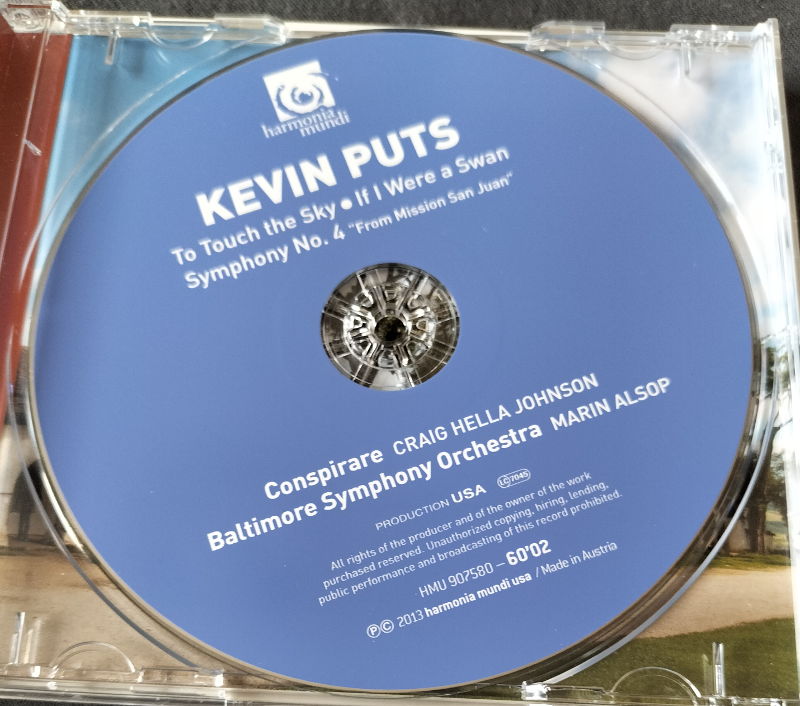 harmonia
mundi
KEVIN PUTS
To Touch the Sky • If I Were a Swan
Symphony No. 4 "From Mission San Juan"
Conspirare CRAIG HELLA JOHNSON
Baltimore Symphony Orchestra MARIN ALSOP
PRODUCTION USA LC 7045
All rights of the producer and of the owner of the work
purchased reserved. Unauthorized copying, hiring, lending,
public performance and broadcasting of this record prohibited.
HMU 907580 – 60'02
℗© 2013 harmonia mundi usa / Made in Austria